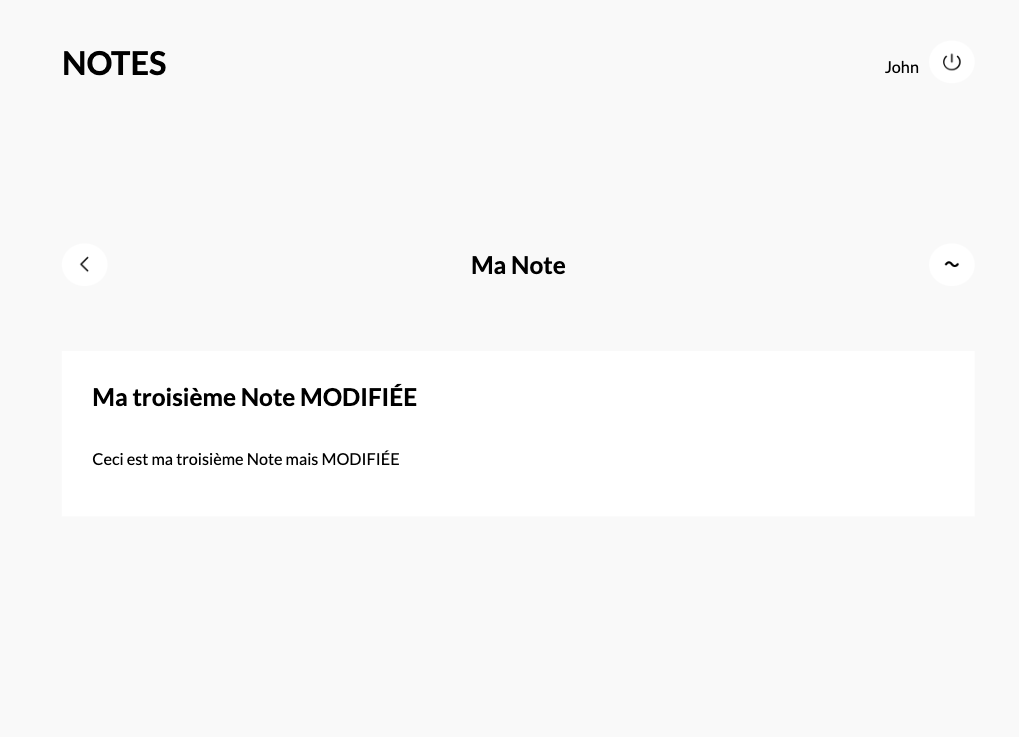 NOTES
John
Ma Note
~
Ma troisième Note MODIFIÉE
Ceci est ma troisième Note mais MODIFIÉE